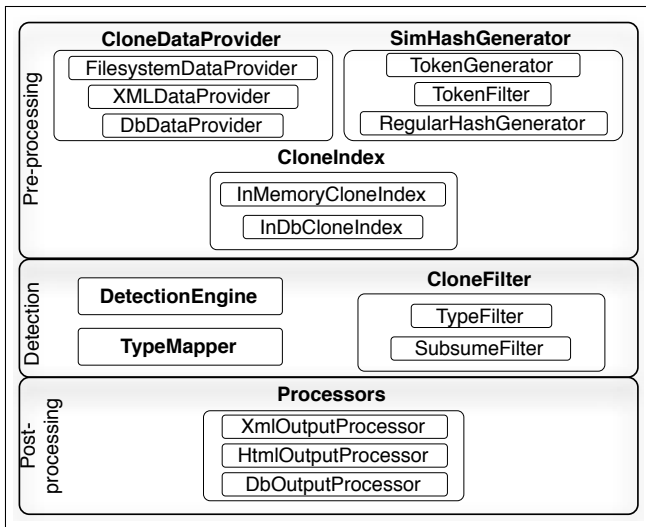 Pre-processing
CloneDataProvider
FilesystemDataProvider
XMLDataProvider
DbDataProvider
SimHashGenerator
TokenGenerator
TokenFilter
RegularHashGenerator
CloneIndex
InMemoryCloneIndex
InDbCloneIndex
Detection
DetectionEngine
TypeMapper
CloneFilter
TypeFilter
SubsumeFilter
Post-
processing
Processors
XmlOutputProcessor
HtmlOutputProcessor
DbOutputProcessor